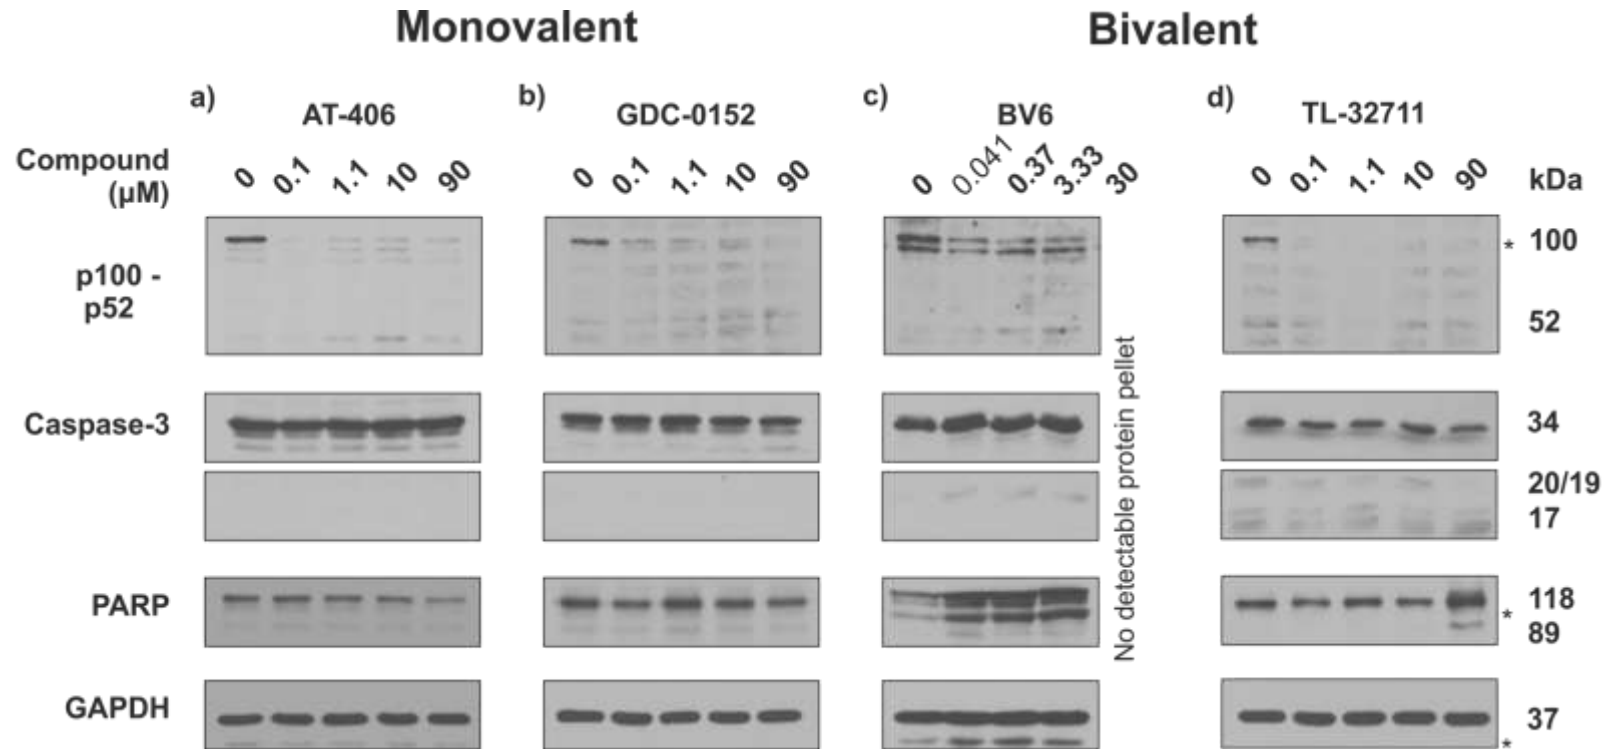 Monovalent Bivalent
a) b) c) d)
AT-406 GDC-0152 BV6 TL-32711
Compound
(µM)
0 0.1 1.1 10 90 0 0.1 1.1 10 90 0 0.041 0.37 3.33 30 0 0.1 1.1 10 90 kDa
p100 -
p52
* 100
52
No detectable protein pellet
Caspase-3 34
20/19
17
PARP 118
* 89
GAPDH 37
*